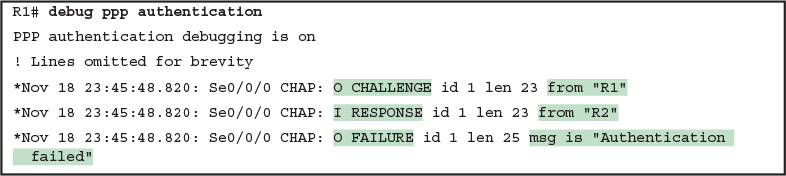 R1# debug ppp authentication
PPP authentication debugging is on
! Lines omitted for brevity
*Nov 18 23:45:48.820: Se0/0/0 CHAP: O CHALLENGE id 1 len 23 from "R1"
*Nov 18 23:45:48.820: Se0/0/0 CHAP: I RESPONSE id 1 len 23 from "R2"
*Nov 18 23:45:48.820: Se0/0/0 CHAP: O FAILURE id 1 len 25 msg is "Authentication
failed"